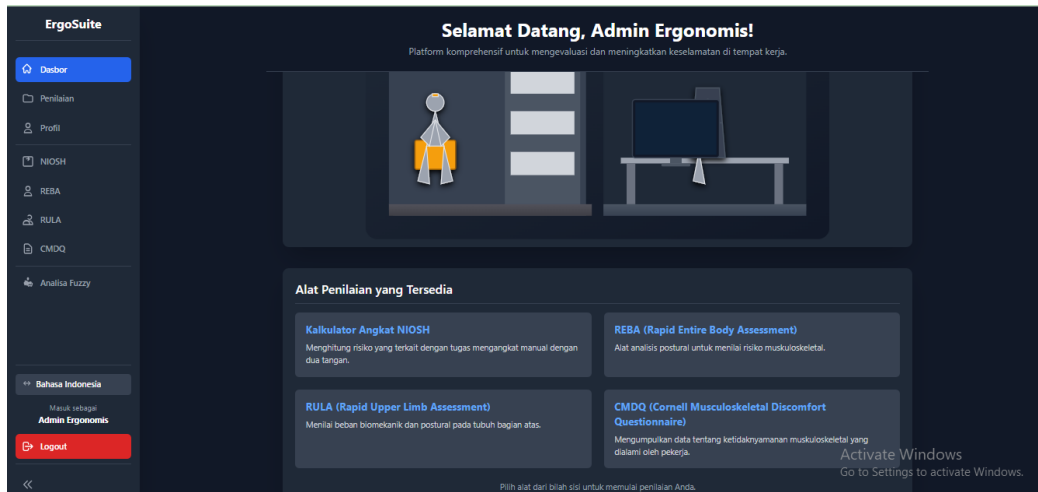 ErgoSuite
Dasbor
Penilaian
Profil
NIOSH
REBA
RULA
CMDQ
Analisa Fuzzy
Bahasa Indonesia
Masuk sebagai
Admin Ergonomis
Logout
Selamat Datang, Admin Ergonomis!
Platform komprehensif untuk mengevaluasi dan meningkatkan keselamatan di tempat kerja.
Alat Penilaian yang Tersedia
Kalkulator Angkat NIOSH
Menghitung risiko yang terkait dengan tugas mengangkat manual dengan
dua tangan.
REBA (Rapid Entire Body Assessment)
Alat analisis postural untuk menilai risiko muskuloskeletal.
RULA (Rapid Upper Limb Assessment)
Menilai beban biomekanik dan postural pada tubuh bagian atas.
CMDQ (Cornell Musculoskeletal Discomfort
Questionnaire)
Mengumpulkan data tentang ketidaknyamanan muskuloskeletal yang
dialami oleh pekerja.
Pilih alat dari bilah sisi untuk memulai penilaian Anda.
Activate Windows
Go to Settings to activate Windows.